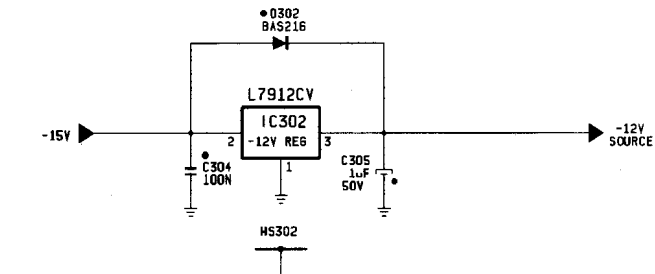 D302
BAS216
L7912CV
IC302
-12V REG
2
3
1
-15V
-12V
SOURCE
C304
100N
C305
1uF
50V
HS302